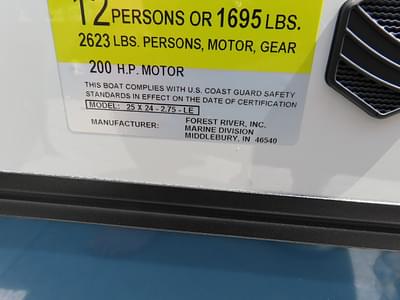 12 PERSONS OR 1695 LBS.
2623 LBS. PERSONS, MOTOR, GEAR
200 H.P. MOTOR
THIS BOAT COMPLIES WITH U.S. COAST GUARD SAFETY
STANDARDS IN EFFECT ON THE DATE OF CERTIFICATION
MODEL: 25 X 24 - 2.75 - LE
MANUFACTURER: FOREST RIVER, INC.
MARINE DIVISION
MIDDLEBURY, IN 46540